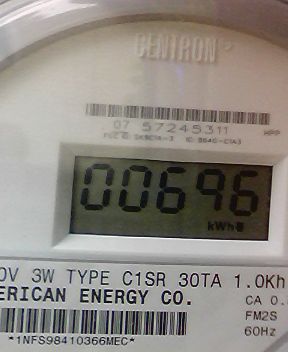 CENTRON
07 57245311 HPP
00696
kWh
0V 3W TYPE C1SR 30TA 1.0Kh
ERICAN ENERGY CO. CA 0.
FM2S
60Hz
*1NFS98410366MEC*